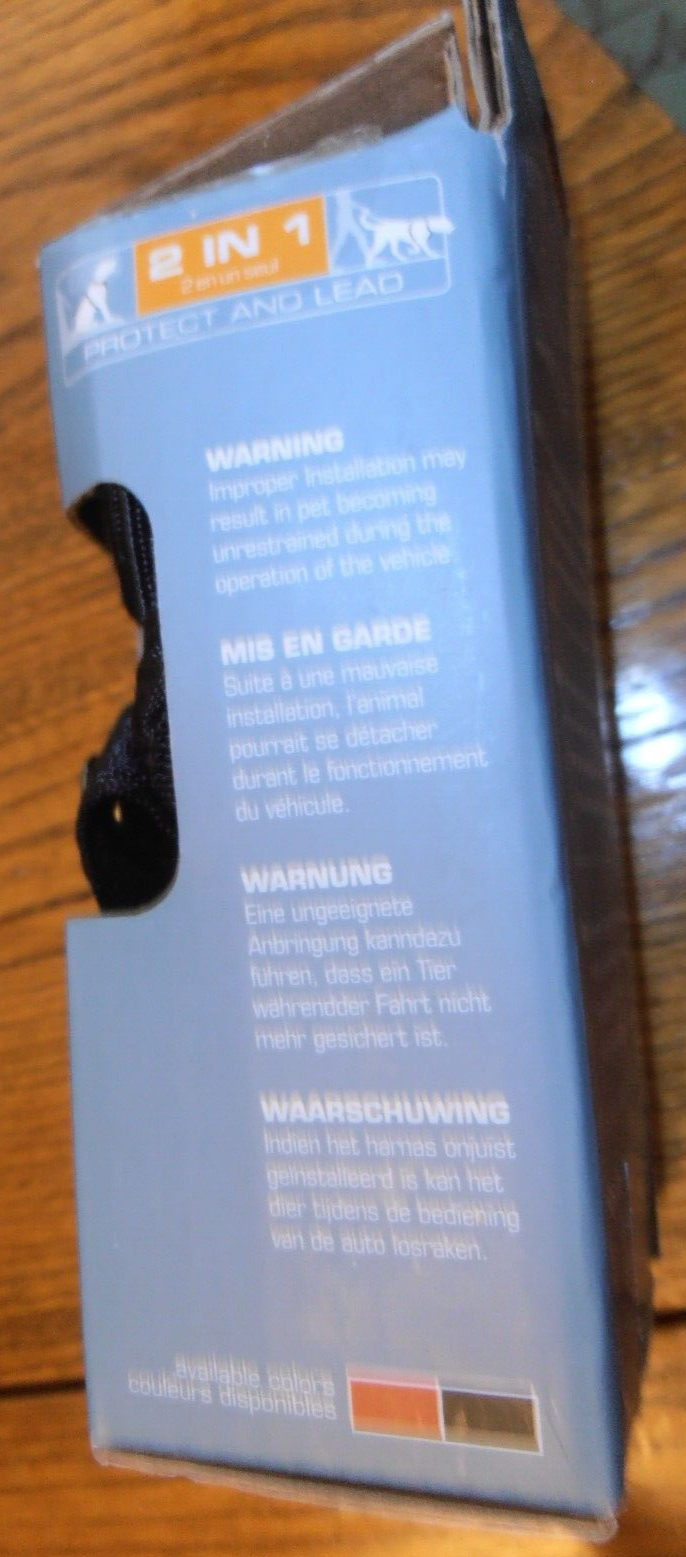 2 IN 1
2 en un seul
PROTECT AND LEAD
WARNING
Improper Installation may
result in pet becoming
unrestrained during the
operation of the vehicle.
MIS EN GARDE
Suite à une mauvaise
installation, l'animal
pourrait se détacher
durant le fonctionnement
du véhicule.
WARNUNG
Eine ungeeignete
Anbringung kanndazu
führen, dass ein Tier
währendder Fahrt nicht
mehr gesichert ist.
WAARSCHUWING
Indien het harnas onjuist
geïnstalleerd is kan het
dier tijdens de bediening
van de auto losraken.
available colors
couleurs disponibles